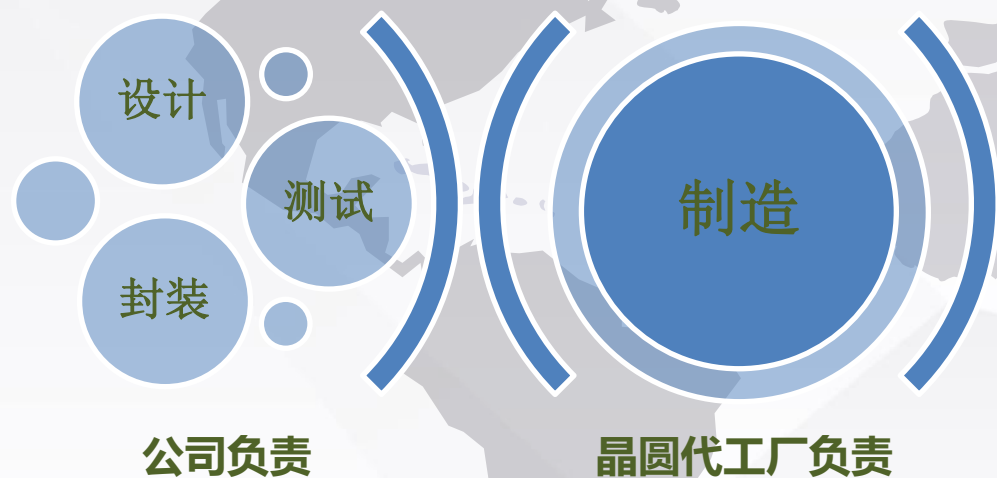 设计
测试
封装
制造
公司负责
晶圆代工厂负责